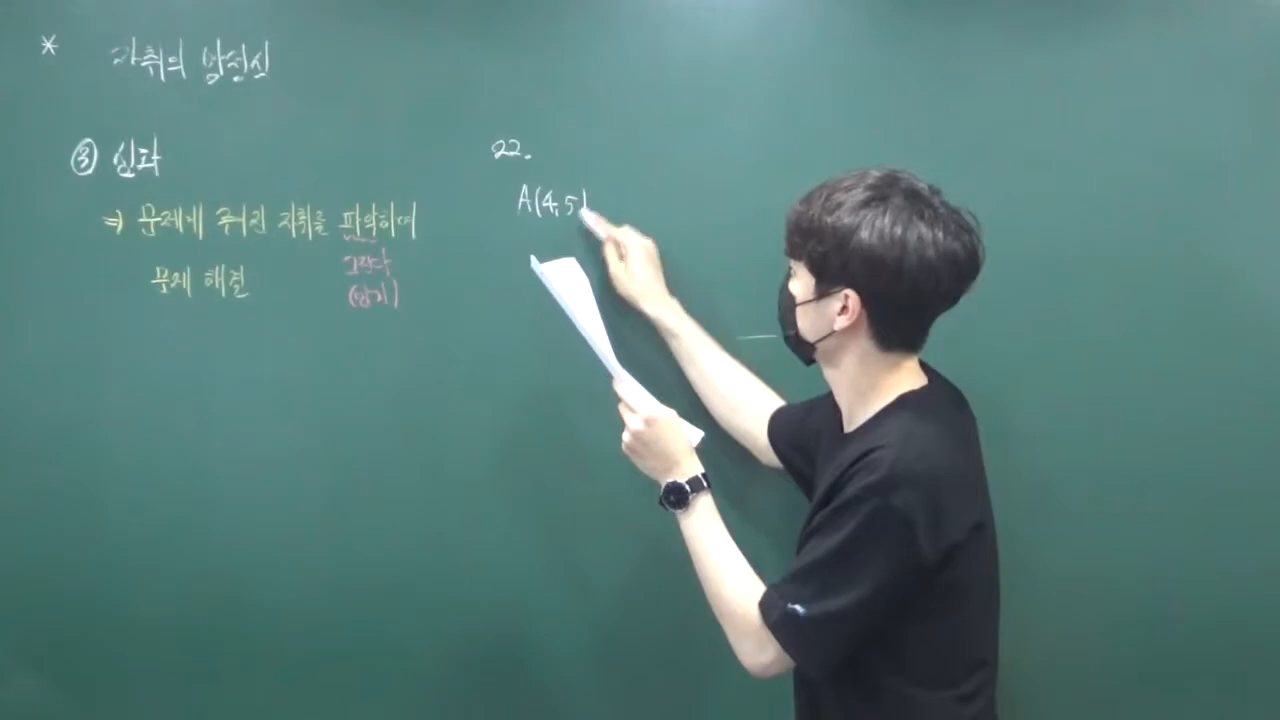 * 자취의 방정식
③ 심화
⇒ 문제에 주어진 자취를 파악하여
그린다
문제 해결
(암기)
22.
A(4,5)